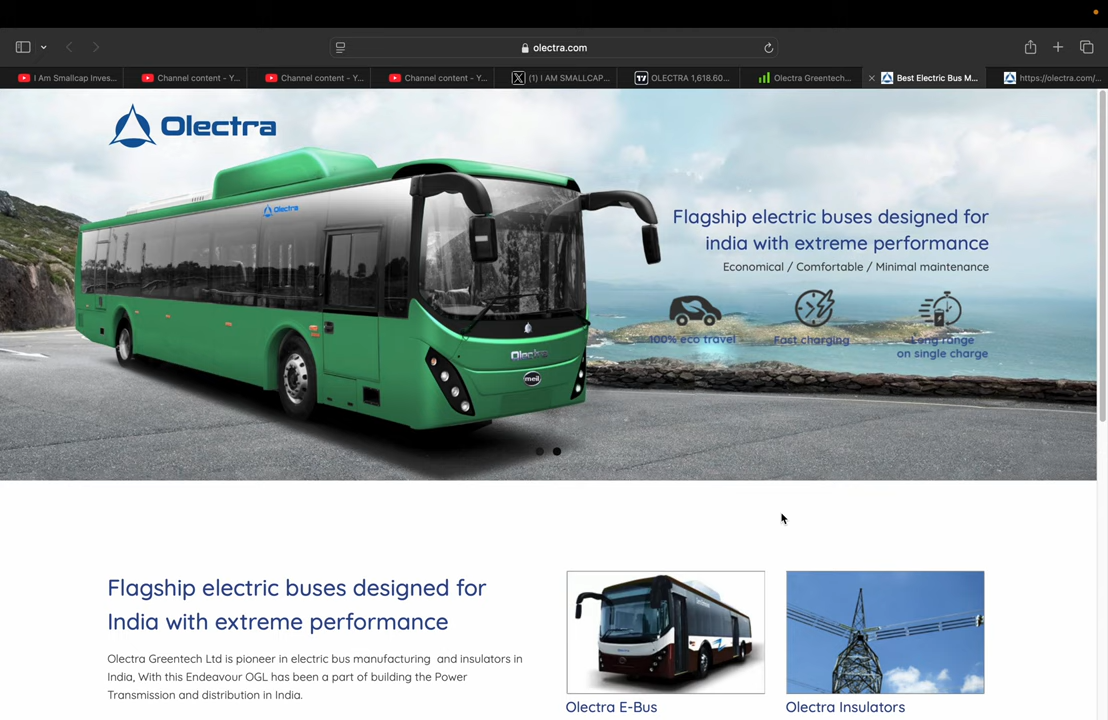 olectra.com
I Am Smallcap Inves...
Channel content - Y...
Channel content - Y...
Channel content - Y...
(1) I AM SMALLCAP...
OLECTRA 1,618.60...
Olectra Greentech...
Best Electric Bus M...
https://olectra.com/...
Olectra
Olectra
Olectra
meil
Flagship electric buses designed for
india with extreme performance
Economical / Comfortable / Minimal maintenance
100% eco travel
Fast charging
Long range
on single charge
Flagship electric buses designed for
India with extreme performance
Olectra Greentech Ltd is pioneer in electric bus manufacturing and insulators in
India, With this Endeavour OGL has been a part of building the Power
Transmission and distribution in India.
Olectra E-Bus
Olectra Insulators